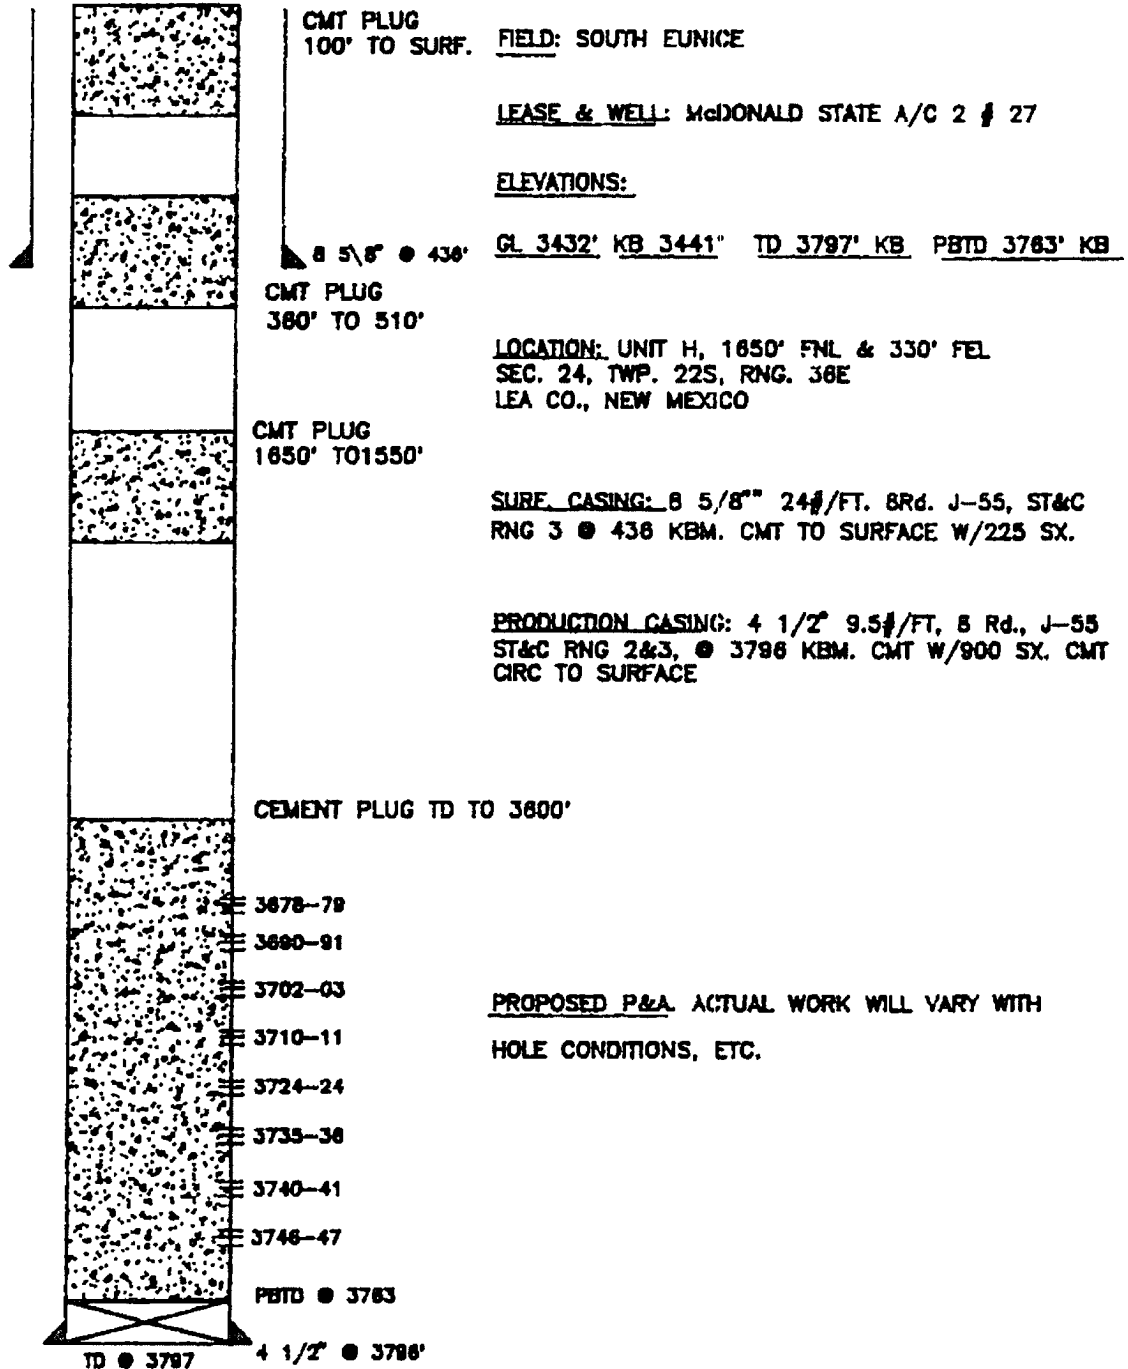 CMT PLUG
100' TO SURF.
FIELD: SOUTH EUNICE
LEASE & WELL: McDONALD STATE A/C 2 # 27
ELEVATIONS:
GL 3432' KB 3441" TD 3797' KB PBTD 3763' KB
8 5\8" @ 436'
CMT PLUG
360' TO 510'
LOCATION: UNIT H, 1650' FNL & 330' FEL
SEC. 24, TWP. 22S, RNG. 36E
LEA CO., NEW MEXICO
CMT PLUG
1650' TO1550'
SURF. CASING: 8 5/8"" 24#/FT. 8Rd. J-55, ST&C
RNG 3 @ 436 KBM. CMT TO SURFACE W/225 SX.
PRODUCTION CASING: 4 1/2" 9.5#/FT, 8 Rd., J-55
ST&C RNG 2&3, @ 3796 KBM. CMT W/900 SX. CMT
CIRC TO SURFACE
CEMENT PLUG TD TO 3600'
3678-79
3690-91
3702-03
PROPOSED P&A. ACTUAL WORK WILL VARY WITH
3710-11
HOLE CONDITIONS, ETC.
3724-24
3735-36
3740-41
3746-47
PBTD @ 3763
4 1/2" @ 3796'
TD @ 3797